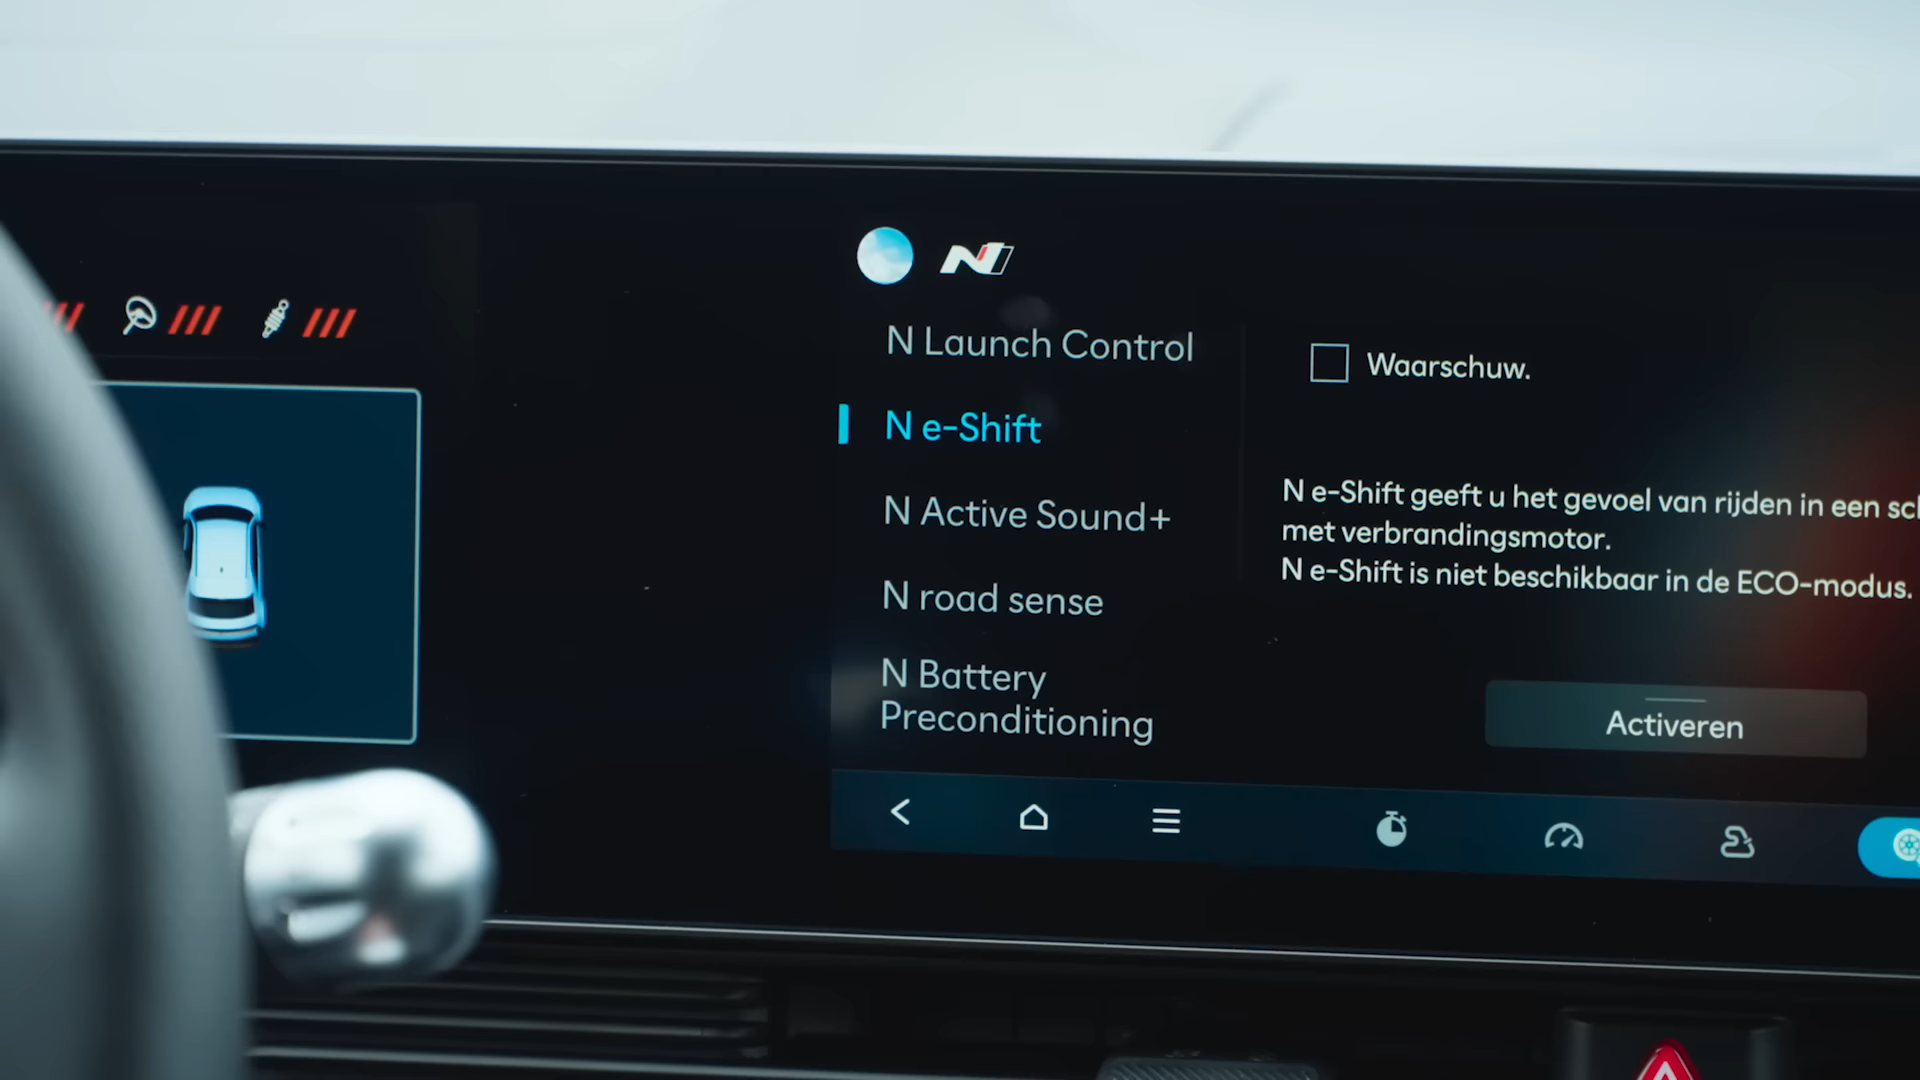 N
N Launch Control
N e-Shift
N Active Sound+
N road sense
N Battery
Preconditioning
Waarschuw.
N e-Shift geeft u het gevoel van rijden in een
met verbrandingsmotor.
N e-Shift is niet beschikbaar in de ECO-modus.
Activeren